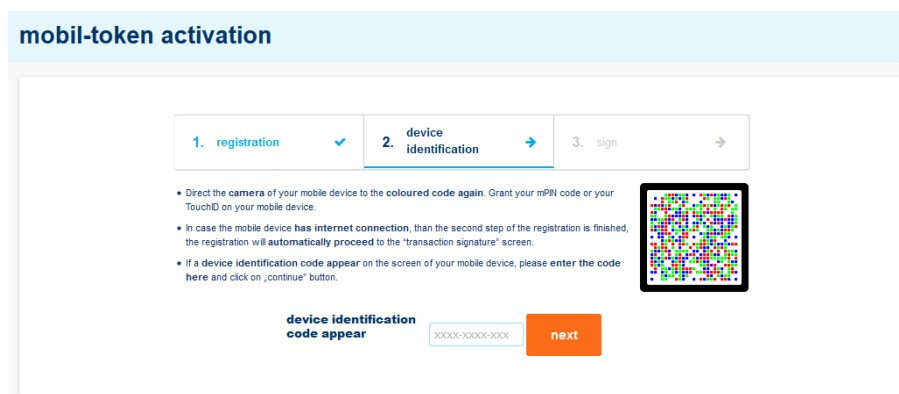 mobil-token activation
1. registration
2. device
identification
3. sign
• Direct the camera of your mobile device to the coloured code again. Grant your mPIN code or your
TouchID on your mobile device.
• In case the mobile device has internet connection, than the second step of the registration is finished,
the registration will automatically proceed to the "transaction signature" screen.
• If a device identification code appear on the screen of your mobile device, please enter the code
here and click on „continue” button.
device identification
code appear
xxxx-xxxx-xxx
next